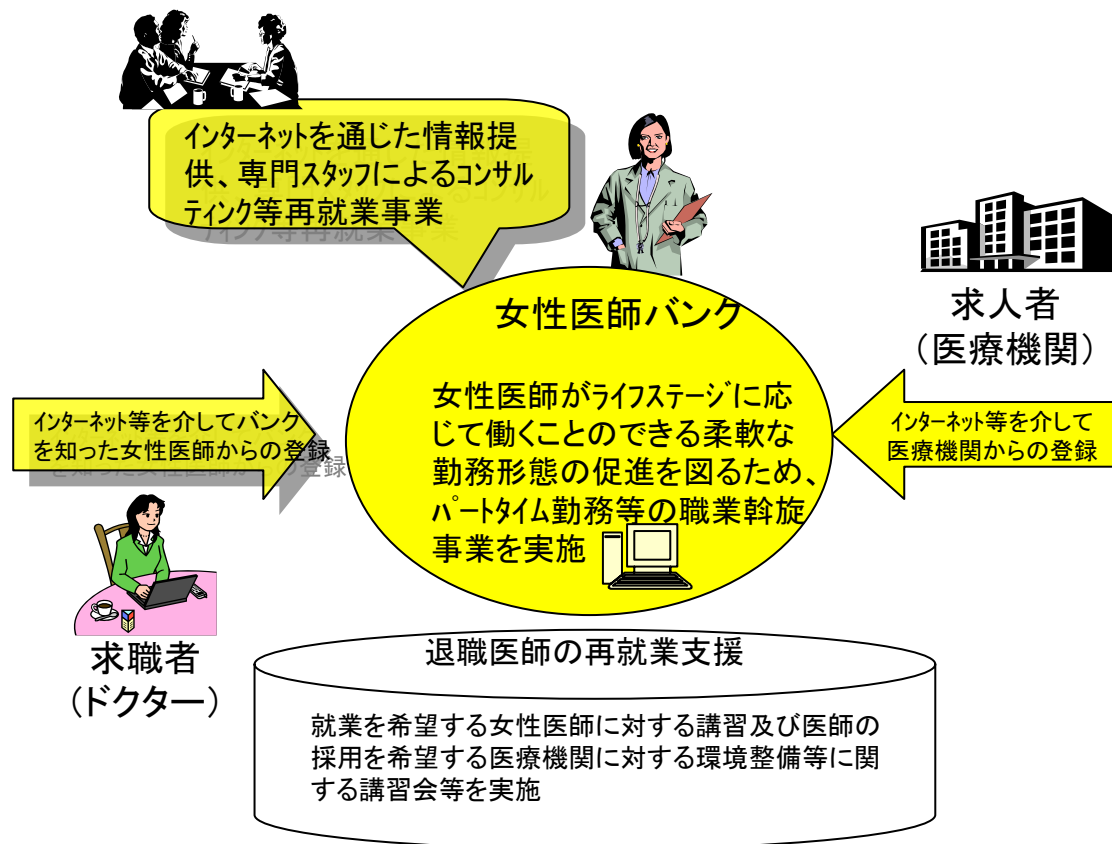 インターネットを通じた情報提
供、専門スタッフによるコンサル
ティンク等再就業事業
女性医師バンク
女性医師がﾗｲﾌｽﾃｰｼﾞに応
じて働くことのできる柔軟な
勤務形態の促進を図るため、
ﾊﾟｰﾄﾀｲﾑ勤務等の職業斡旋
事業を実施
求人者
（医療機関）
インターネット等を介してバンク
を知った女性医師からの登録
インターネット等を介して
医療機関からの登録
求職者
（ドクター）
退職医師の再就業支援
就業を希望する女性医師に対する講習及び医師の
採用を希望する医療機関に対する環境整備等に関
する講習会等を実施